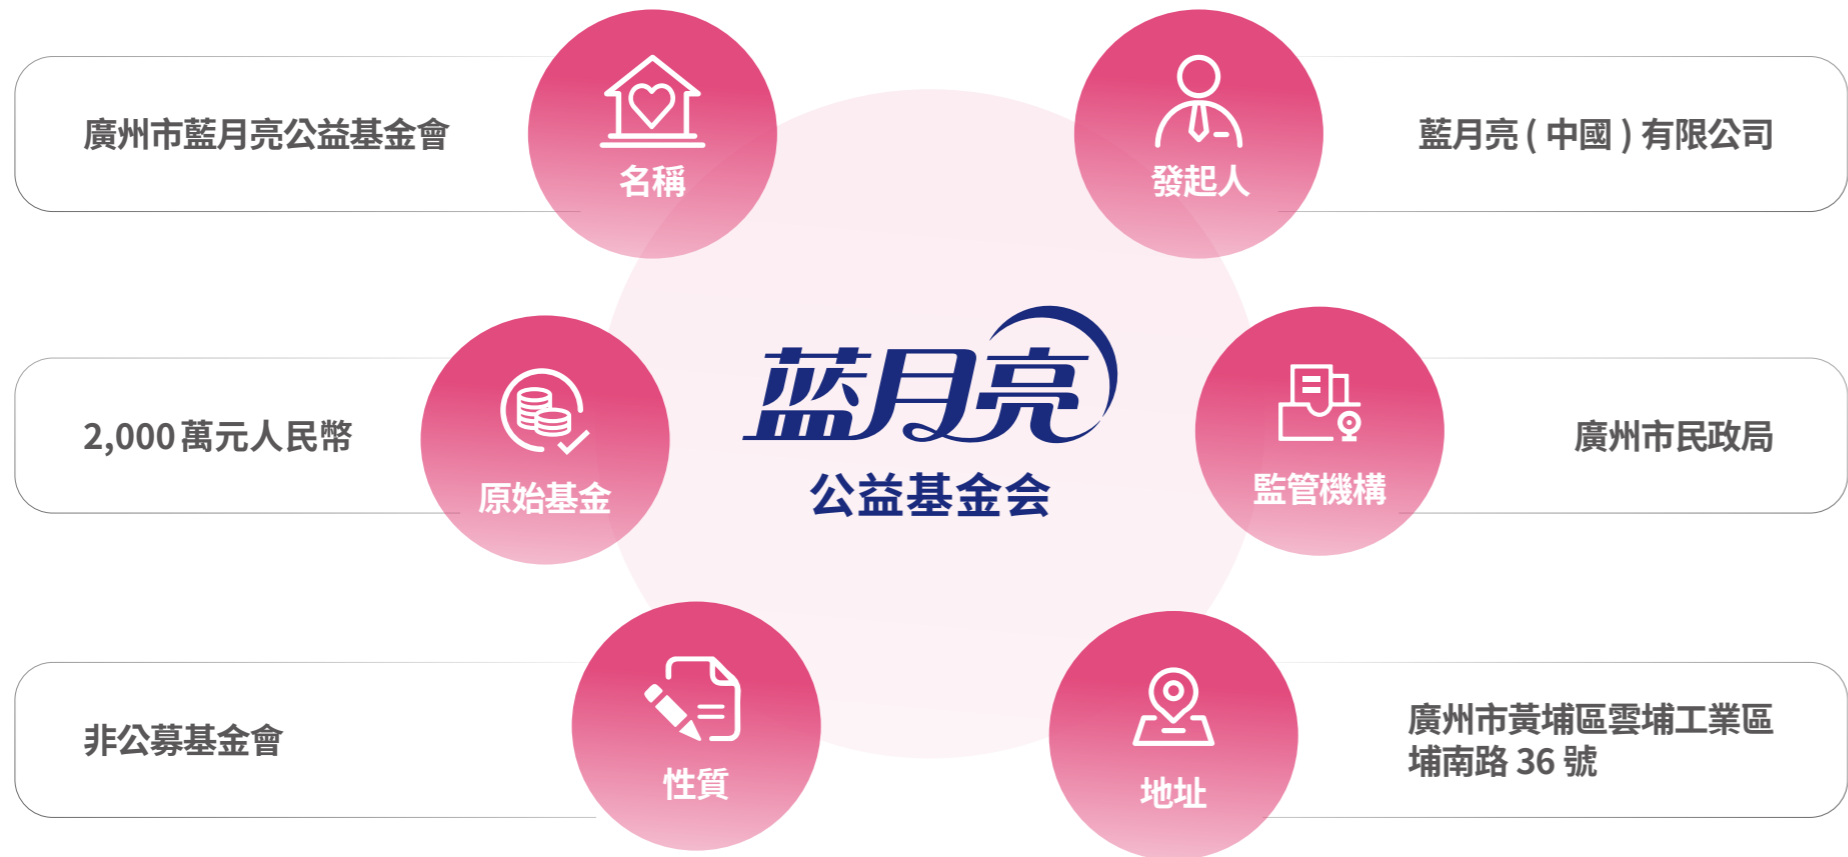 廣州市藍月亮公益基金會
名稱
發起人
藍月亮 ( 中國 ) 有限公司
2,000 萬元人民幣
原始基金
蓝月亮
公益基金会
監管機構
廣州市民政局
非公募基金會
性質
地址
廣州市黃埔區雲埔工業區
埔南路 36 號